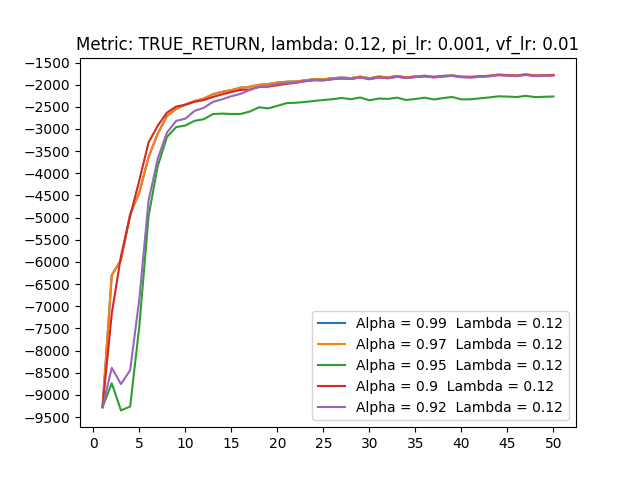 Metric: TRUE_RETURN, lambda: 0.12, pi_lr: 0.001, vf_lr: 0.01
−1500
−2000
−2500
−3000
−3500
−4000
−4500
−5000
−5500
−6000
−6500
−7000
−7500
−8000
−8500
−9000
−9500
Alpha = 0.99 Lambda = 0.12
Alpha = 0.97 Lambda = 0.12
Alpha = 0.95 Lambda = 0.12
Alpha = 0.9 Lambda = 0.12
Alpha = 0.92 Lambda = 0.12
0 5 10 15 20 25 30 35 40 45 50